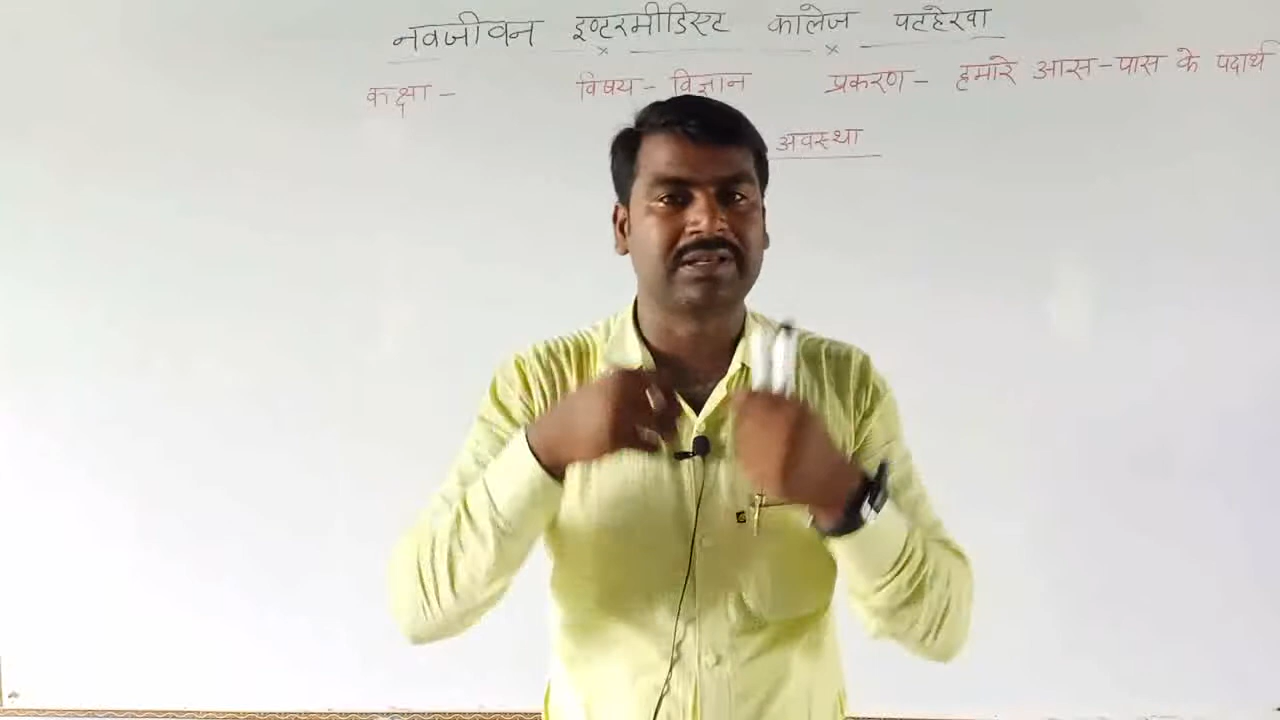 नवजीवन इण्टरमीडिएट कालेज पटहेरवा
कक्षा - विषय - विज्ञान प्रकरण - हमारे आस-पास के पदार्थ
अवस्था